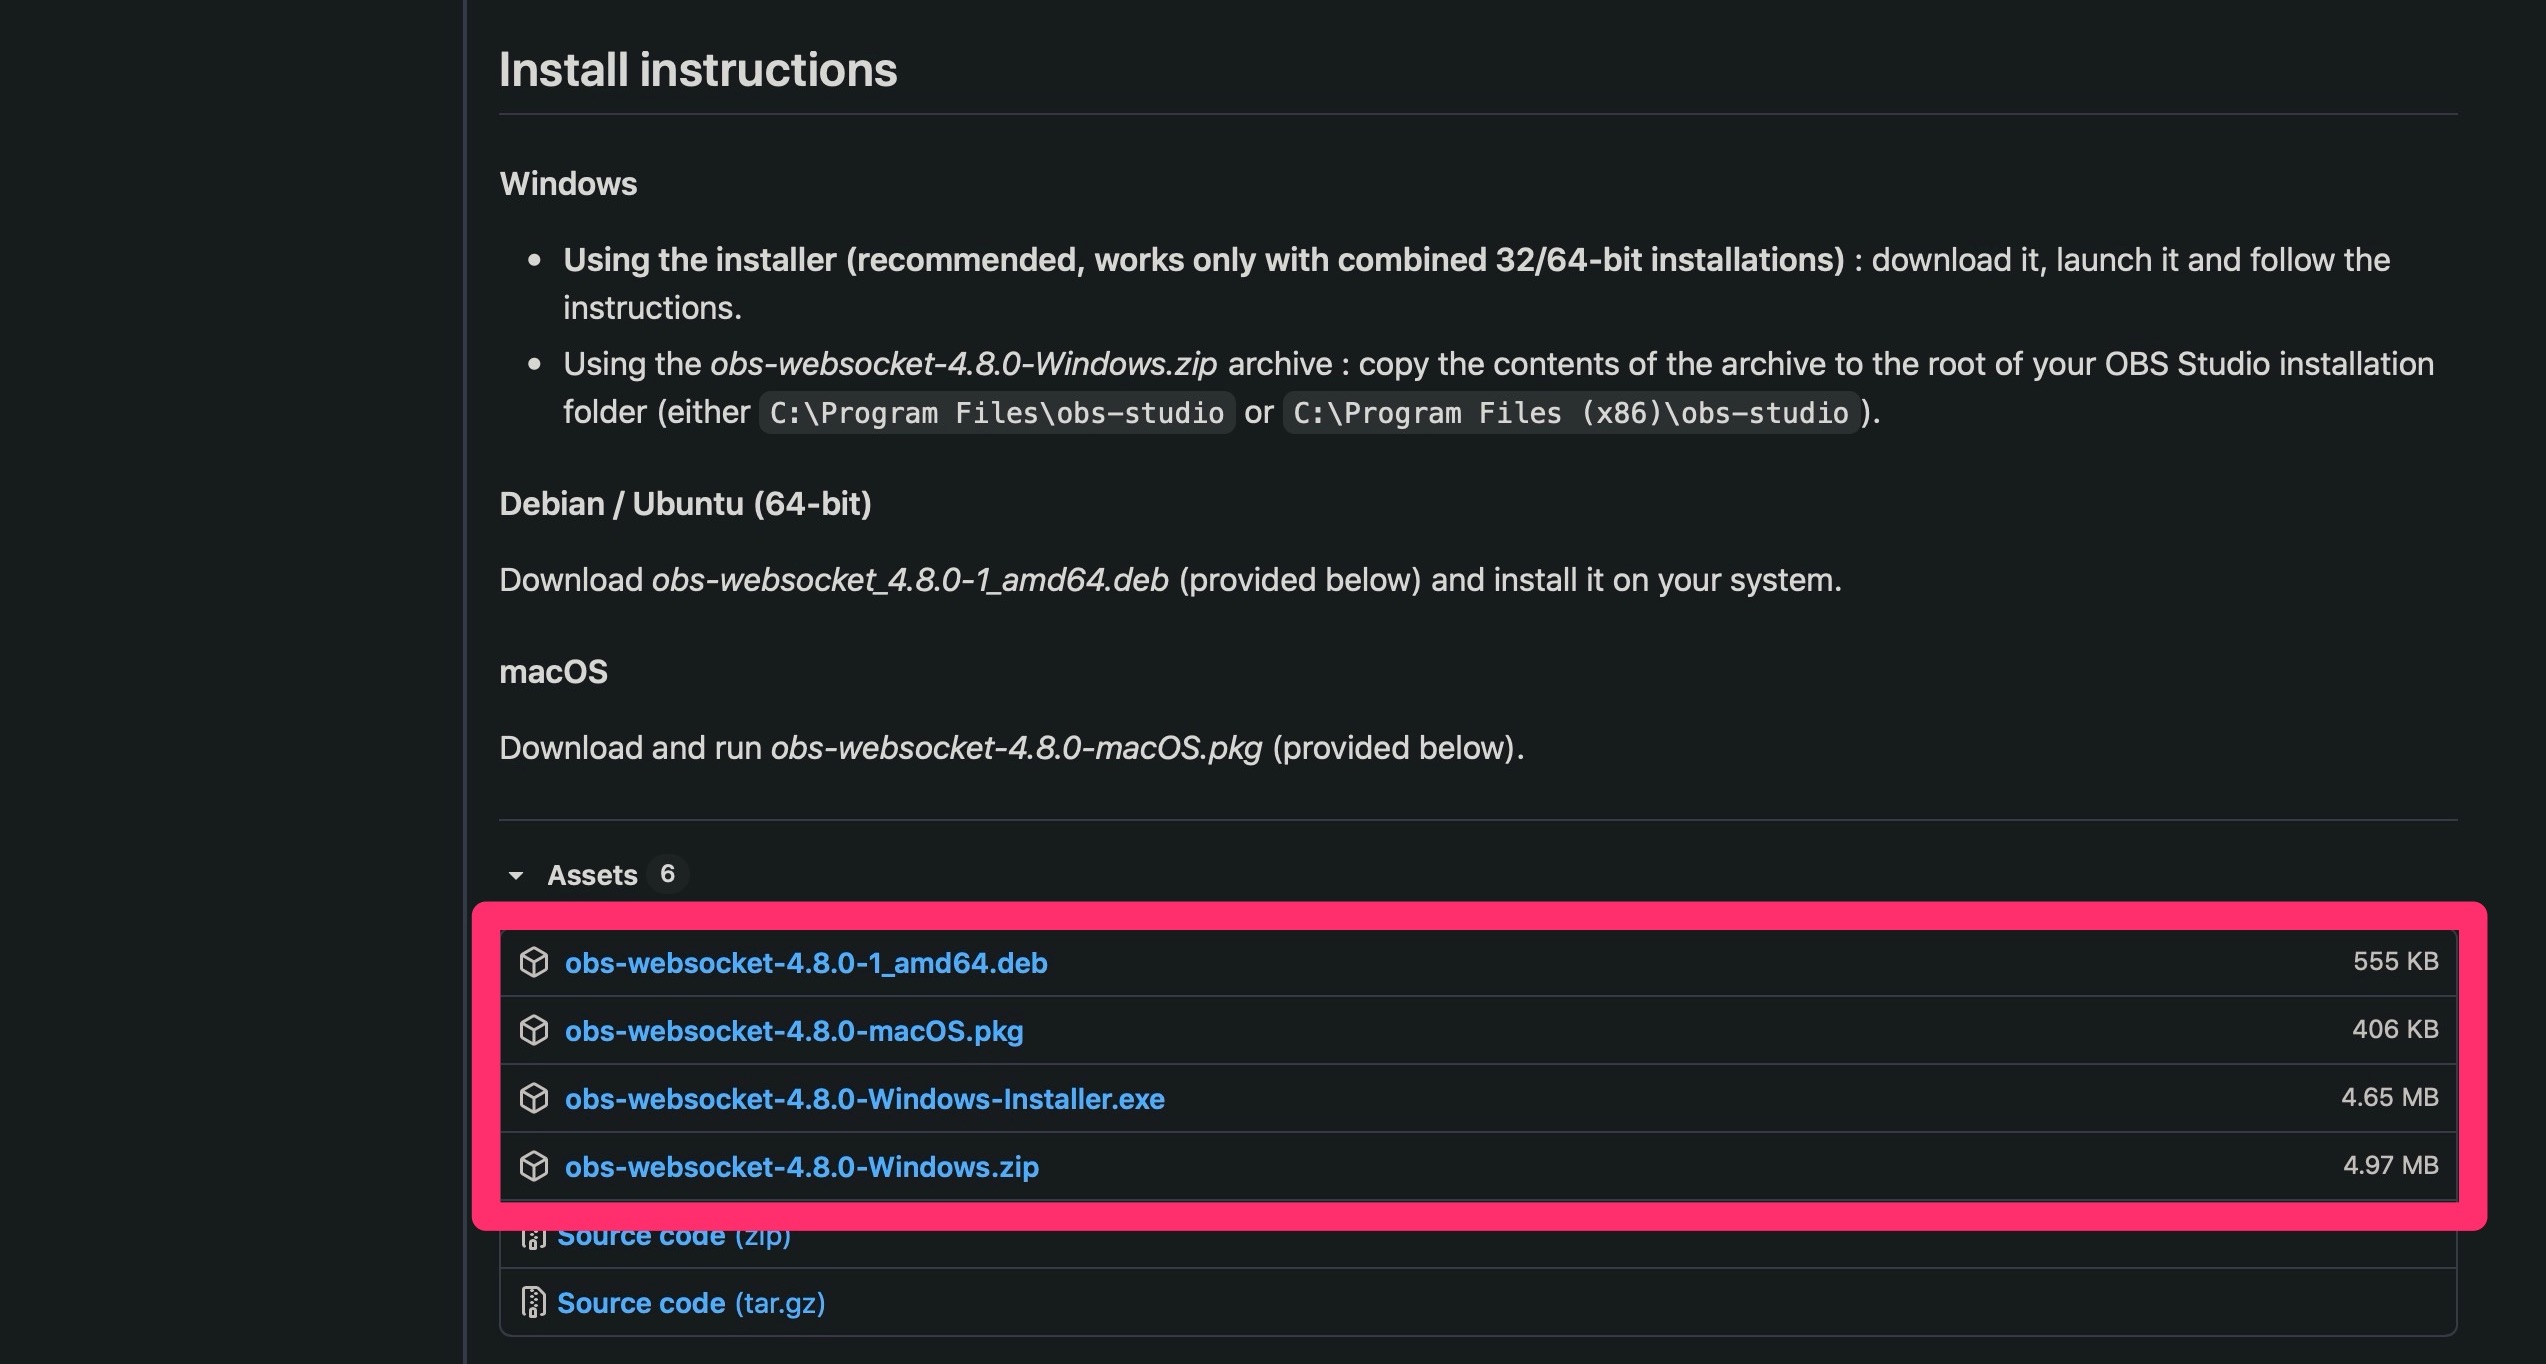 Install instructions
Windows
Using the installer (recommended, works only with combined 32/64-bit installations) : download it, launch it and follow the
instructions.
Using the obs-websocket-4.8.0-Windows.zip archive : copy the contents of the archive to the root of your OBS Studio installation
folder (either C:\Program Files\obs-studio or C:\Program Files (x86)\obs-studio ).
Debian / Ubuntu (64-bit)
Download obs-websocket_4.8.0-1_amd64.deb (provided below) and install it on your system.
macOS
Download and run obs-websocket-4.8.0-macOS.pkg (provided below).
Assets 6
obs-websocket-4.8.0-1_amd64.deb 555 KB
obs-websocket-4.8.0-macOS.pkg 406 KB
obs-websocket-4.8.0-Windows-Installer.exe 4.65 MB
obs-websocket-4.8.0-Windows.zip 4.97 MB
Source code (zip)
Source code (tar.gz)